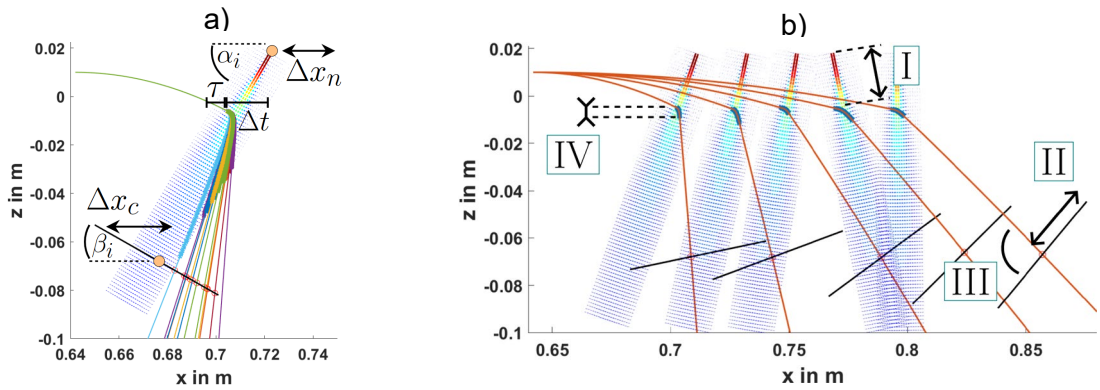 a)
z in m
0.02
0
-0.02
-0.04
-0.06
-0.08
-0.1
αᵢ
Δxₙ
τ
Δt
Δx_c
βᵢ
0.64
0.66
0.68
0.7
0.72
0.74
x in m
b)
z in m
0.02
0
-0.02
-0.04
-0.06
-0.08
-0.1
I
IV
II
III
0.65
0.7
0.75
0.8
0.85
x in m